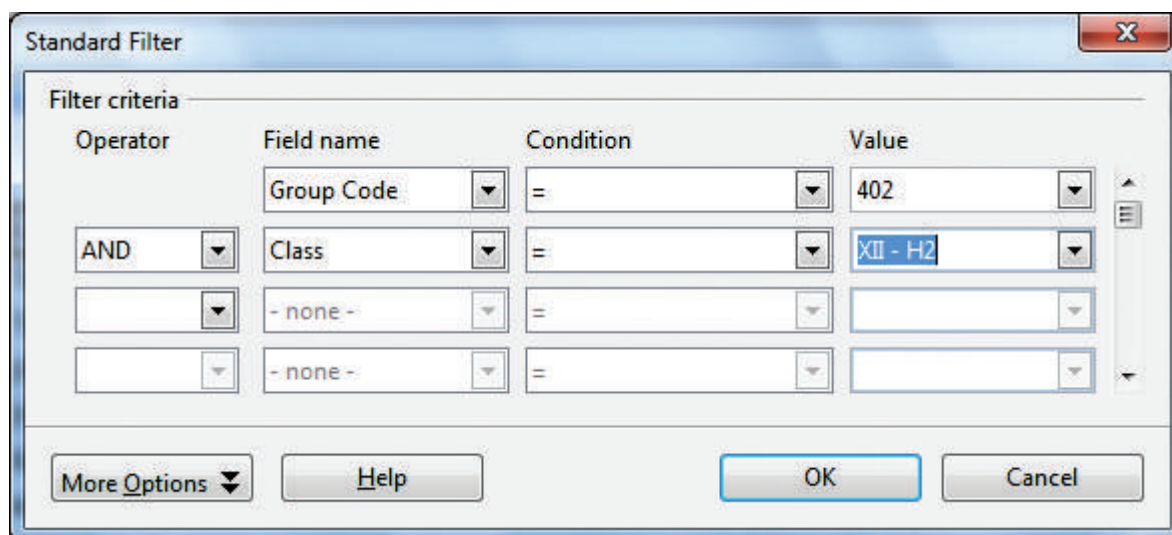 Standard Filter
Filter criteria
Operator Field name Condition Value
Group Code = 402
AND Class = XII - H2
- none - =
- none - =
More Options Help OK Cancel